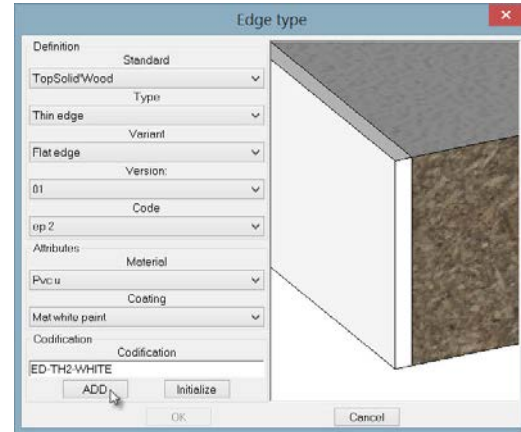 Edge type
Definition
Standard
TopSolid'Wood
Type
Thin edge
Variant
Flat edge
Version:
01
Code
ep 2
Attributes
Material
Pvc u
Coating
Mat white paint
Codification
Codification
ED-TH2-WHITE
ADD Initialize
OK Cancel